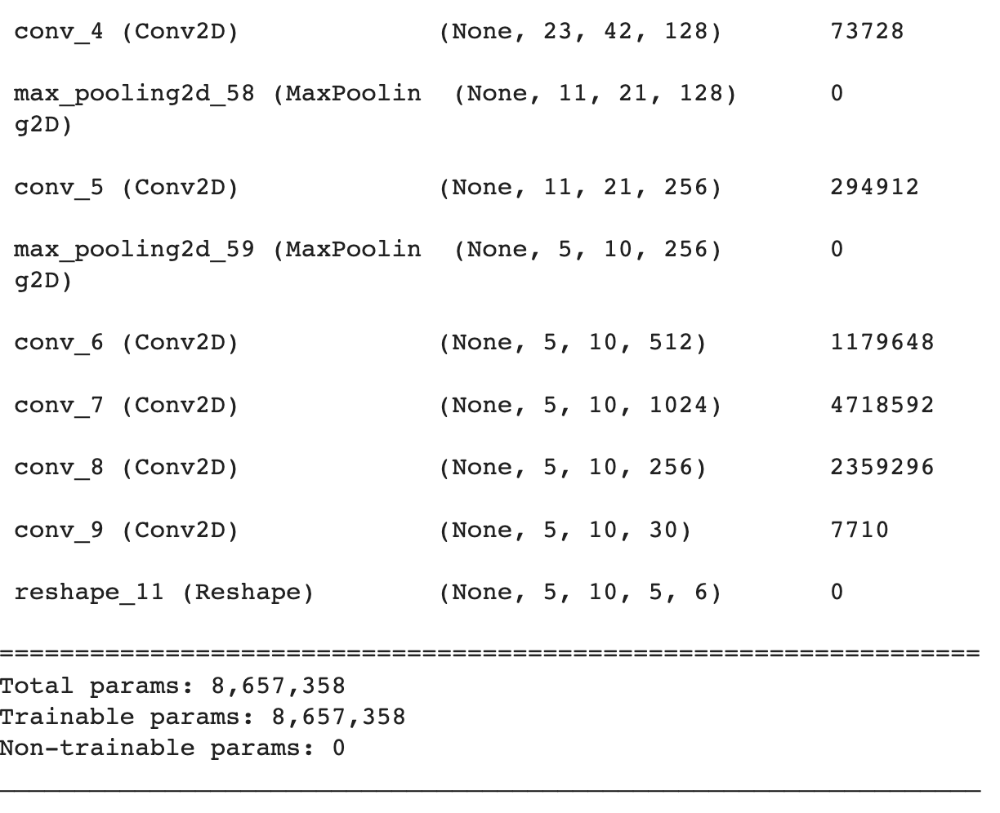 conv_4 (Conv2D) (None, 23, 42, 128) 73728
max_pooling2d_58 (MaxPoolin (None, 11, 21, 128) 0
g2D)
conv_5 (Conv2D) (None, 11, 21, 256) 294912
max_pooling2d_59 (MaxPoolin (None, 5, 10, 256) 0
g2D)
conv_6 (Conv2D) (None, 5, 10, 512) 1179648
conv_7 (Conv2D) (None, 5, 10, 1024) 4718592
conv_8 (Conv2D) (None, 5, 10, 256) 2359296
conv_9 (Conv2D) (None, 5, 10, 30) 7710
reshape_11 (Reshape) (None, 5, 10, 5, 6) 0
=================================================================
Total params: 8,657,358
Trainable params: 8,657,358
Non-trainable params: 0
_________________________________________________________________